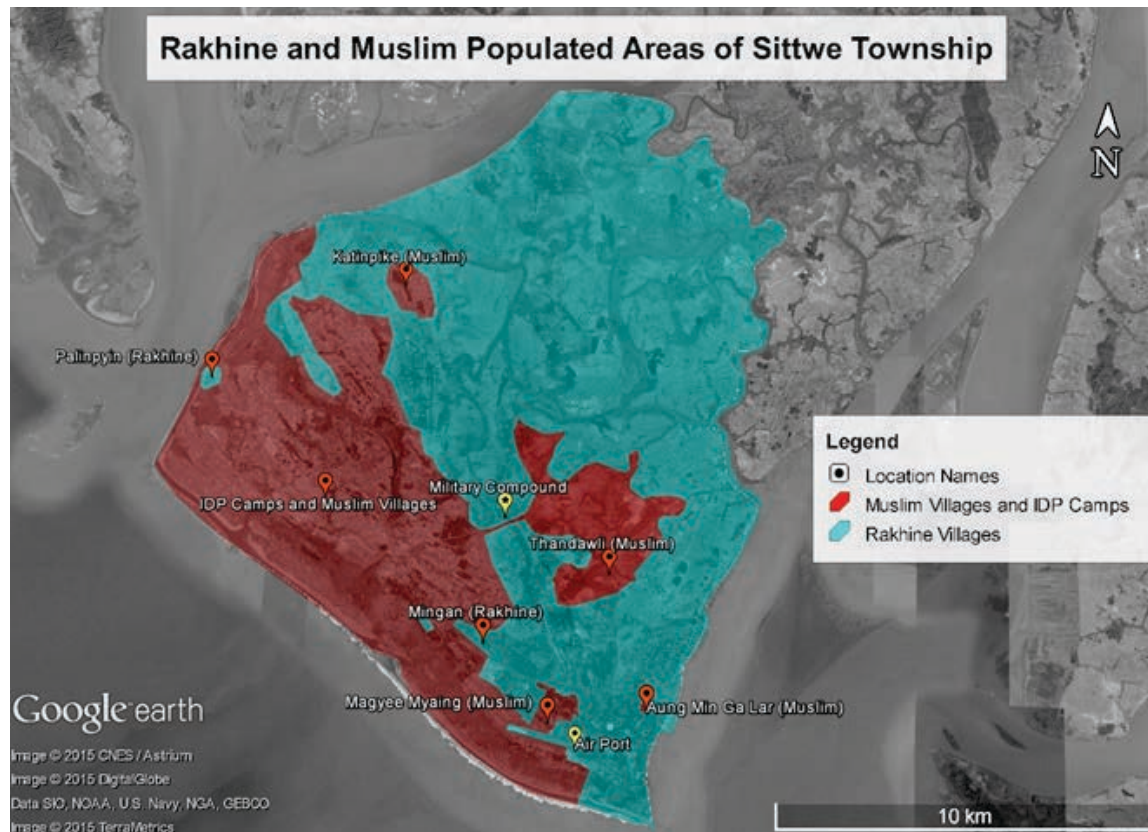 Rakhine and Muslim Populated Areas of Sittwe Township
N
Katinpike (Muslim)
Palinpyin (Rakhine)
Legend
Location Names
Muslim Villages and IDP Camps
Rakhine Villages
Military Compound
IDP Camps and Muslim Villages
Thandawli (Muslim)
Mingan (Rakhine)
Magyee Myaing (Muslim)
Aung Min Ga Lar (Muslim)
Air Port
Google earth
Image © 2015 CNES / Astrium
Image © 2015 DigitalGlobe
Data SIO, NOAA, U.S. Navy, NGA, GEBCO
Image © 2015 TerraMetrics
10 km